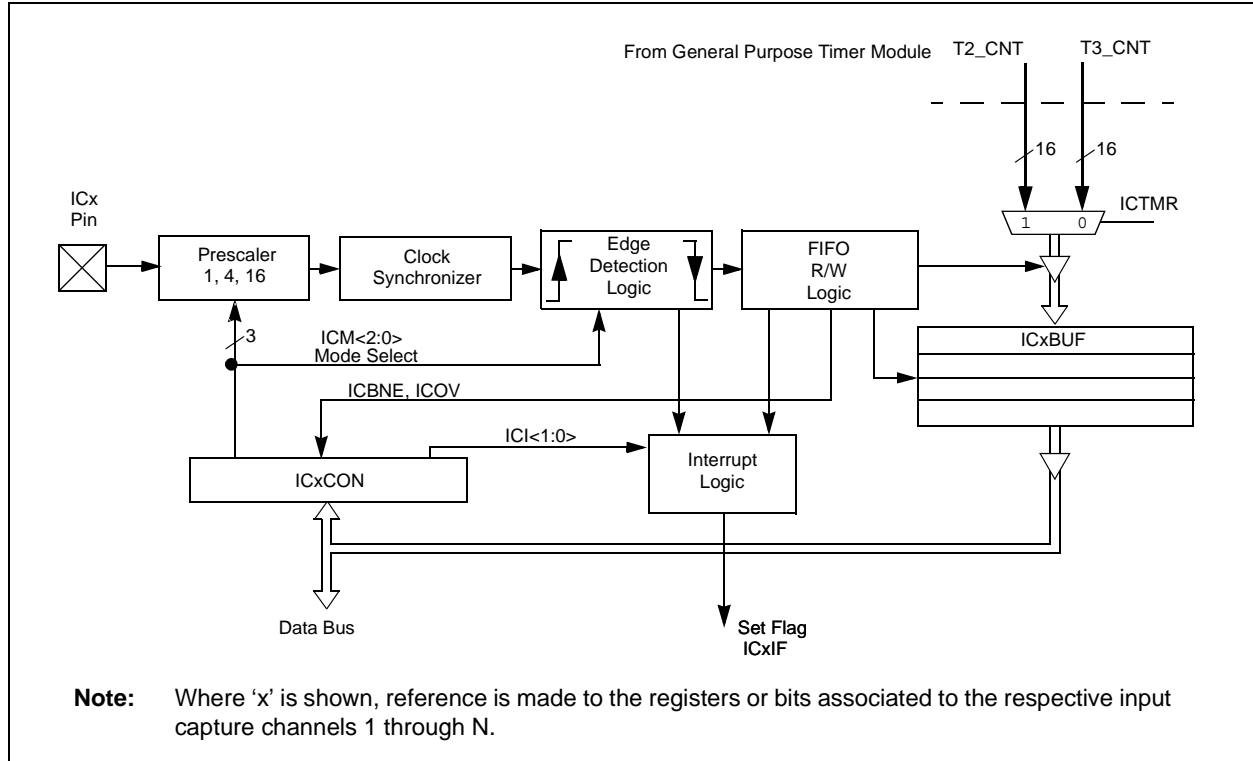 From General Purpose Timer Module
T2_CNT
T3_CNT
16
16
ICx
Pin
1 0
ICTMR
Prescaler
1, 4, 16
Clock
Synchronizer
Edge
Detection
Logic
FIFO
R/W
Logic
3
ICM<2:0>
Mode Select
ICxBUF
ICBNE, ICOV
ICI<1:0>
Interrupt
Logic
ICxCON
Data Bus
Set Flag
ICxIF
Note: Where ‘x’ is shown, reference is made to the registers or bits associated to the respective input
capture channels 1 through N.